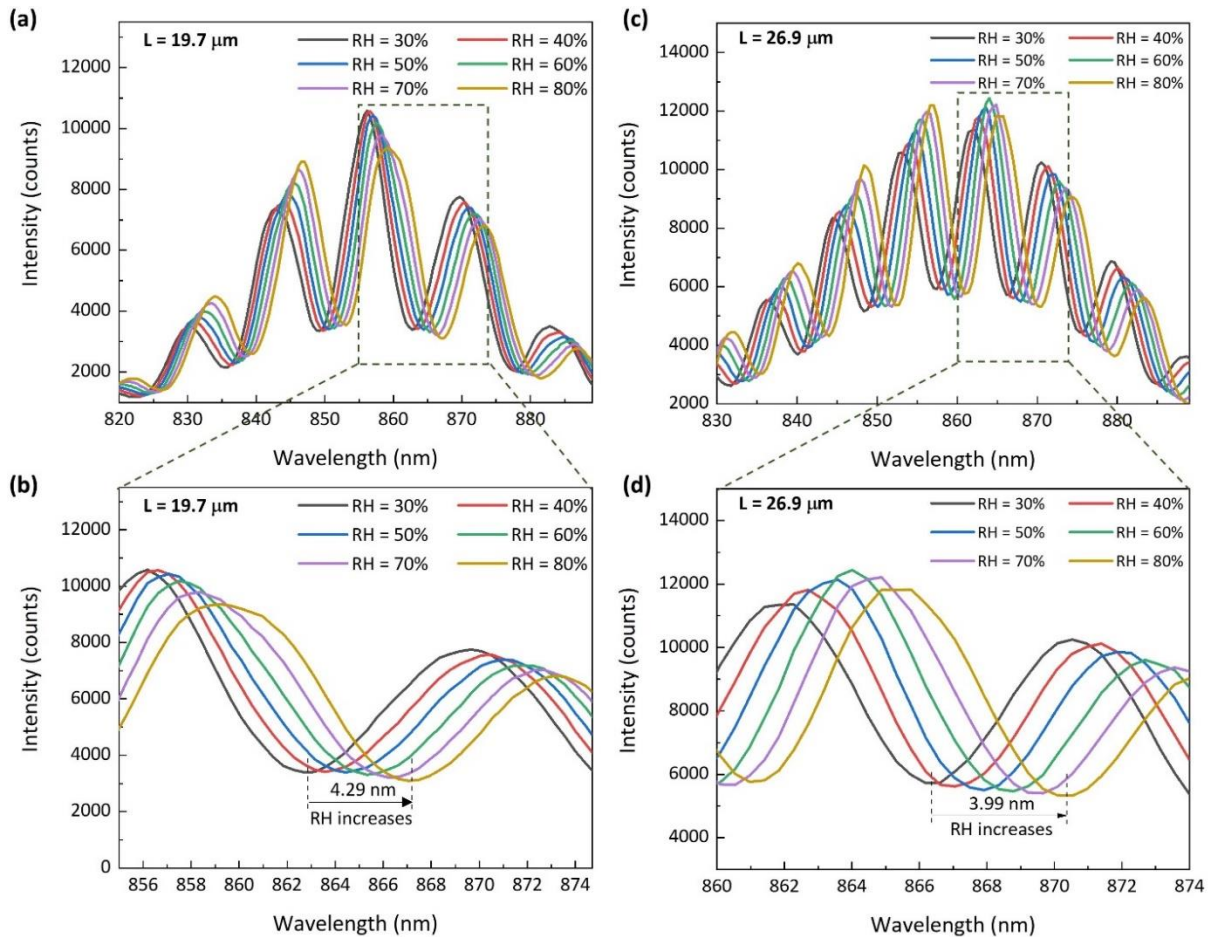 (a)
L = 19.7 μm
RH = 30% RH = 40%
RH = 50% RH = 60%
RH = 70% RH = 80%
12000
10000
8000
6000
4000
2000
Intensity (counts)
820 830 840 850 860 870 880
Wavelength (nm)
(c)
L = 26.9 μm
RH = 30% RH = 40%
RH = 50% RH = 60%
RH = 70% RH = 80%
14000
12000
10000
8000
6000
4000
2000
Intensity (counts)
830 840 850 860 870 880
Wavelength (nm)
(b)
L = 19.7 μm
RH = 30% RH = 40%
RH = 50% RH = 60%
RH = 70% RH = 80%
12000
10000
8000
6000
4000
2000
0
Intensity (counts)
4.29 nm
RH increases
856 858 860 862 864 866 868 870 872 874
Wavelength (nm)
(d)
L = 26.9 μm
RH = 30% RH = 40%
RH = 50% RH = 60%
RH = 70% RH = 80%
14000
12000
10000
8000
6000
4000
Intensity (counts)
3.99 nm
RH increases
860 862 864 866 868 870 872 874
Wavelength (nm)